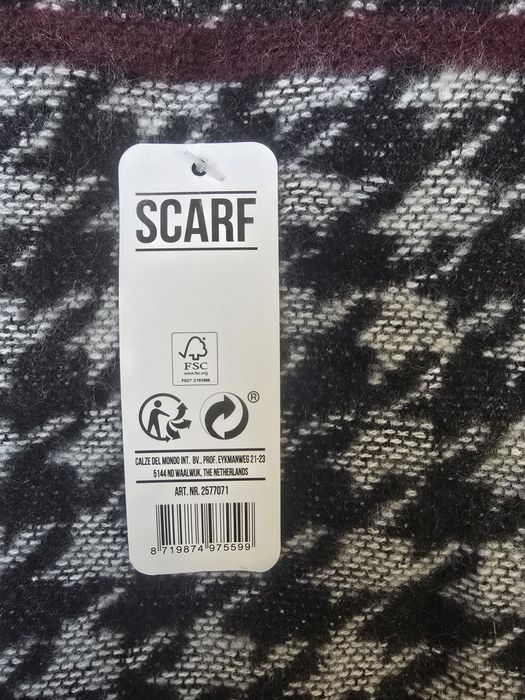 SCARF
FSC
www.fsc.org
FSC® C151666
®
CALZE DEL MONDO INT. BV., PROF. EYKMANWEG 21-23
5144 ND WAALWIJK, THE NETHERLANDS
ART. NR. 2577071
8 719874 975599